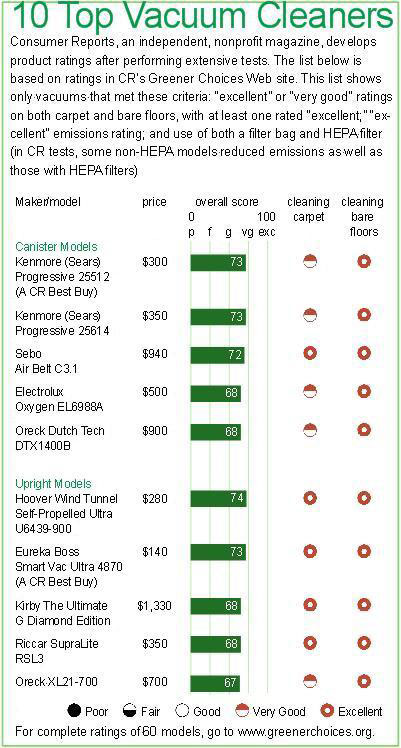 10 Top Vacuum Cleaners
Consumer Reports, an independent, nonprofit magazine, develops
product ratings after performing extensive tests. The list below is
based on ratings in CR's Greener Choices Web site. This list shows
only vacuums that met these criteria: "excellent" or "very good" ratings
on both carpet and bare floors, with at least one rated "excellent;" "ex-
cellent" emissions rating; and use of both a filter bag and HEPA filter
(in CR tests, some non-HEPA models reduced emissions as well as
those with HEPA filters)
Maker/model price overall score cleaning cleaning
0 100 carpet bare
p f g vg exc floors
Canister Models
Kenmore (Sears) $300 73
Progressive 25512
(A CR Best Buy)
Kenmore (Sears) $350 73
Progressive 25614
Sebo $940 72
Air Belt C3.1
Electrolux $500 68
Oxygen EL6988A
Oreck Dutch Tech $900 68
DTX1400B
Upright Models
Hoover Wind Tunnel $280 74
Self-Propelled Ultra
U6439-900
Eureka Boss $140 73
Smart Vac Ultra 4870
(A CR Best Buy)
Kirby The Ultimate $1,330 68
G Diamond Edition
Riccar SupraLite $350 68
RSL3
Oreck XL21-700 $700 67
Poor Fair Good Very Good Excellent
For complete ratings of 60 models, go to www.greenerchoices.org.